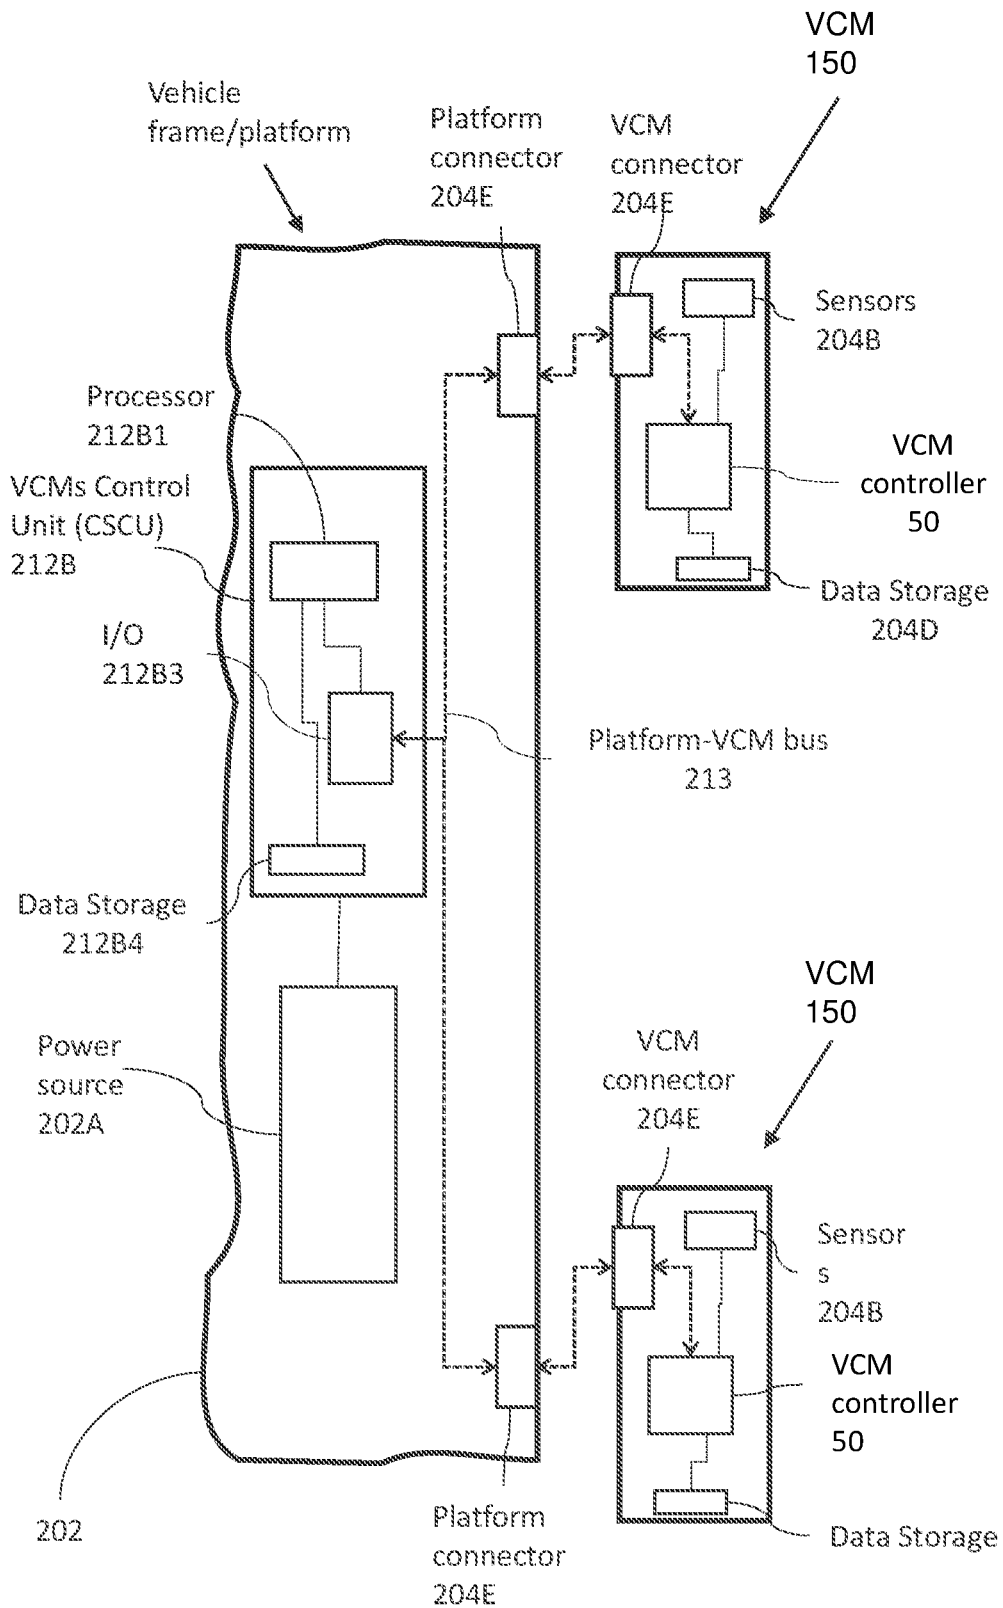 VCM
150
Vehicle
frame/platform
Platform
connector
204E
VCM
connector
204E
Sensors
204B
Processor
212B1
VCMs Control
Unit (CSCU)
212B
VCM
controller
50
Data Storage
204D
I/O
212B3
Platform-VCM bus
213
Data Storage
212B4
VCM
150
Power
source
202A
VCM
connector
204E
Sensor
s
204B
VCM
controller
50
202
Platform
connector
204E
Data Storage